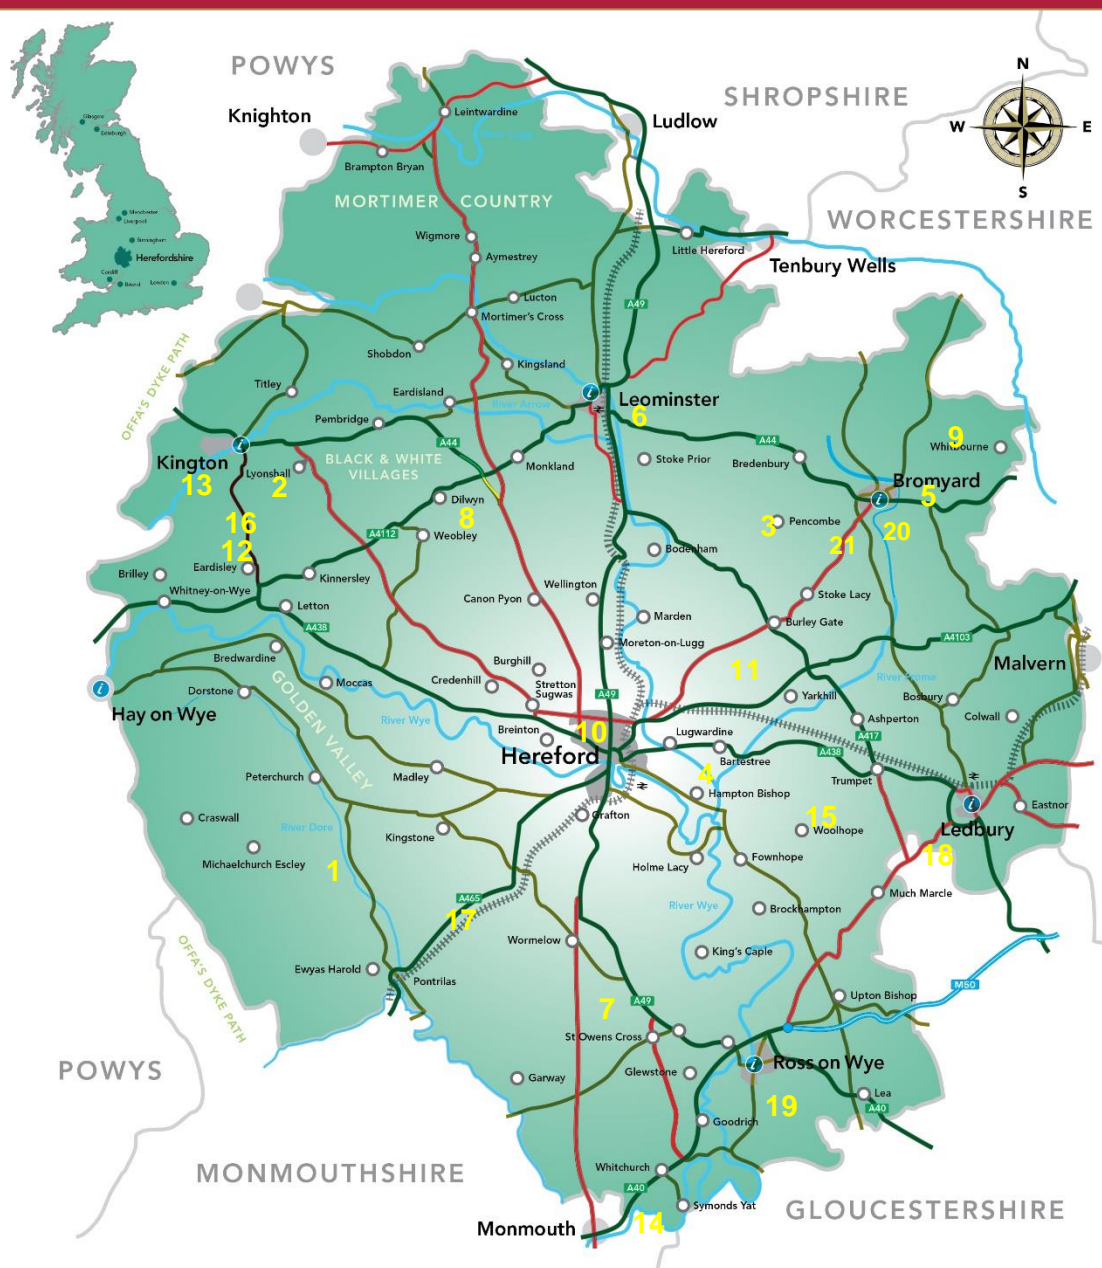 POWYS
Knighton
SHROPSHIRE
Ludlow
N
W
E
S
Leintwardine
Brampton Bryan
MORTIMER COUNTRY
WORCESTERSHIRE
Glasgow
Edinburgh
Manchester
Liverpool
Birmingham
Herefordshire
Cardiff
Bristol
London
Wigmore
Aymestrey
Little Hereford
Tenbury Wells
Lucton
A49
Mortimer's Cross
OFFA'S DYKE PATH
Shobdon
Kingsland
Titley
Eardisland
River Arrow
Leominster
6
Pembridge
A44
A44
9
Whitbourne
Kington
BLACK & WHITE
VILLAGES
Monkland
Stoke Prior
Bredenbury
Lyonshall
13
2
Bromyard
5
Dilwyn
8
16
3
Pencombe
20
21
A4112
Weobley
12
Bodenham
Eardisley
Brilley
Kinnersley
Wellington
Whitney-on-Wye
Letton
Canon Pyon
Stoke Lacy
Marden
A438
Burley Gate
Moreton-on-Lugg
A4103
Bredwardine
Burghill
11
Malvern
GOLDEN VALLEY
Moccas
Credenhill
Stretton
Sugwas
River Frome
Dorstone
A49
Yarkhill
Bosbury
Hay on Wye
River Wye
Breinton
10
Hereford
Lugwardine
Ashperton
Colwall
A417
Bartestree
A438
Trumpet
Peterchurch
Madley
4
Hampton Bishop
Craswall
River Dore
Kingstone
Grafton
15
Woolhope
Eastnor
Ledbury
Michaelchurch Escley
1
Holme Lacy
Fownhope
18
A465
17
River Wye
Much Marcle
Brockhampton
OFFA'S DYKE PATH
Wormelow
King's Caple
Ewyas Harold
Pontrilas
M50
7
A49
Upton Bishop
St Owens Cross
POWYS
Glewstone
Ross on Wye
Garway
19
Lea
A40
Goodrich
MONMOUTHSHIRE
Whitchurch
A40
Symonds Yat
GLOUCESTERSHIRE
Monmouth
14